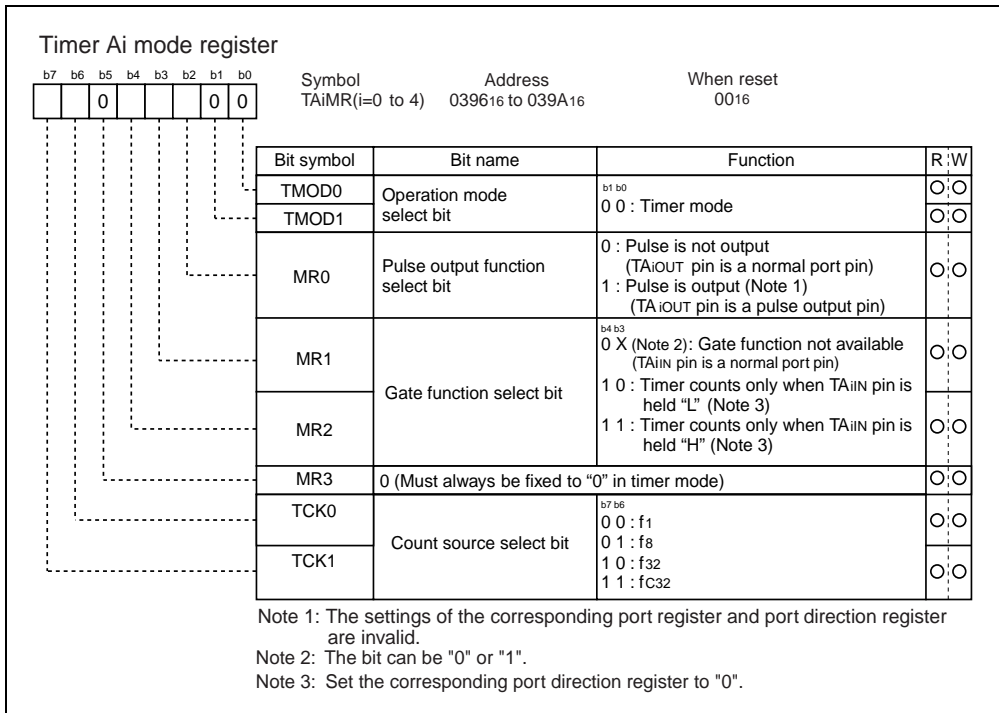 Timer Ai mode register
b7 b6 b5 b4 b3 b2 b1 b0
0 0 0
Symbol Address When reset
TAiMR(i=0 to 4) 039616 to 039A16 0016
Bit symbol Bit name Function R W
TMOD0
TMOD1
Operation mode
select bit
b1 b0
0 0 : Timer mode
MR0
Pulse output function
select bit
0 : Pulse is not output
(TAiOUT pin is a normal port pin)
1 : Pulse is output (Note 1)
(TAiOUT pin is a pulse output pin)
MR1
MR2
Gate function select bit
b4 b3
0 X (Note 2): Gate function not available
(TAiIN pin is a normal port pin)
1 0 : Timer counts only when TAiIN pin is
held “L” (Note 3)
1 1 : Timer counts only when TAiIN pin is
held “H” (Note 3)
MR3 0 (Must always be fixed to “0” in timer mode)
TCK0
TCK1
Count source select bit
b7 b6
0 0 : f1
0 1 : f8
1 0 : f32
1 1 : fC32
Note 1: The settings of the corresponding port register and port direction register
are invalid.
Note 2: The bit can be "0" or "1".
Note 3: Set the corresponding port direction register to "0".